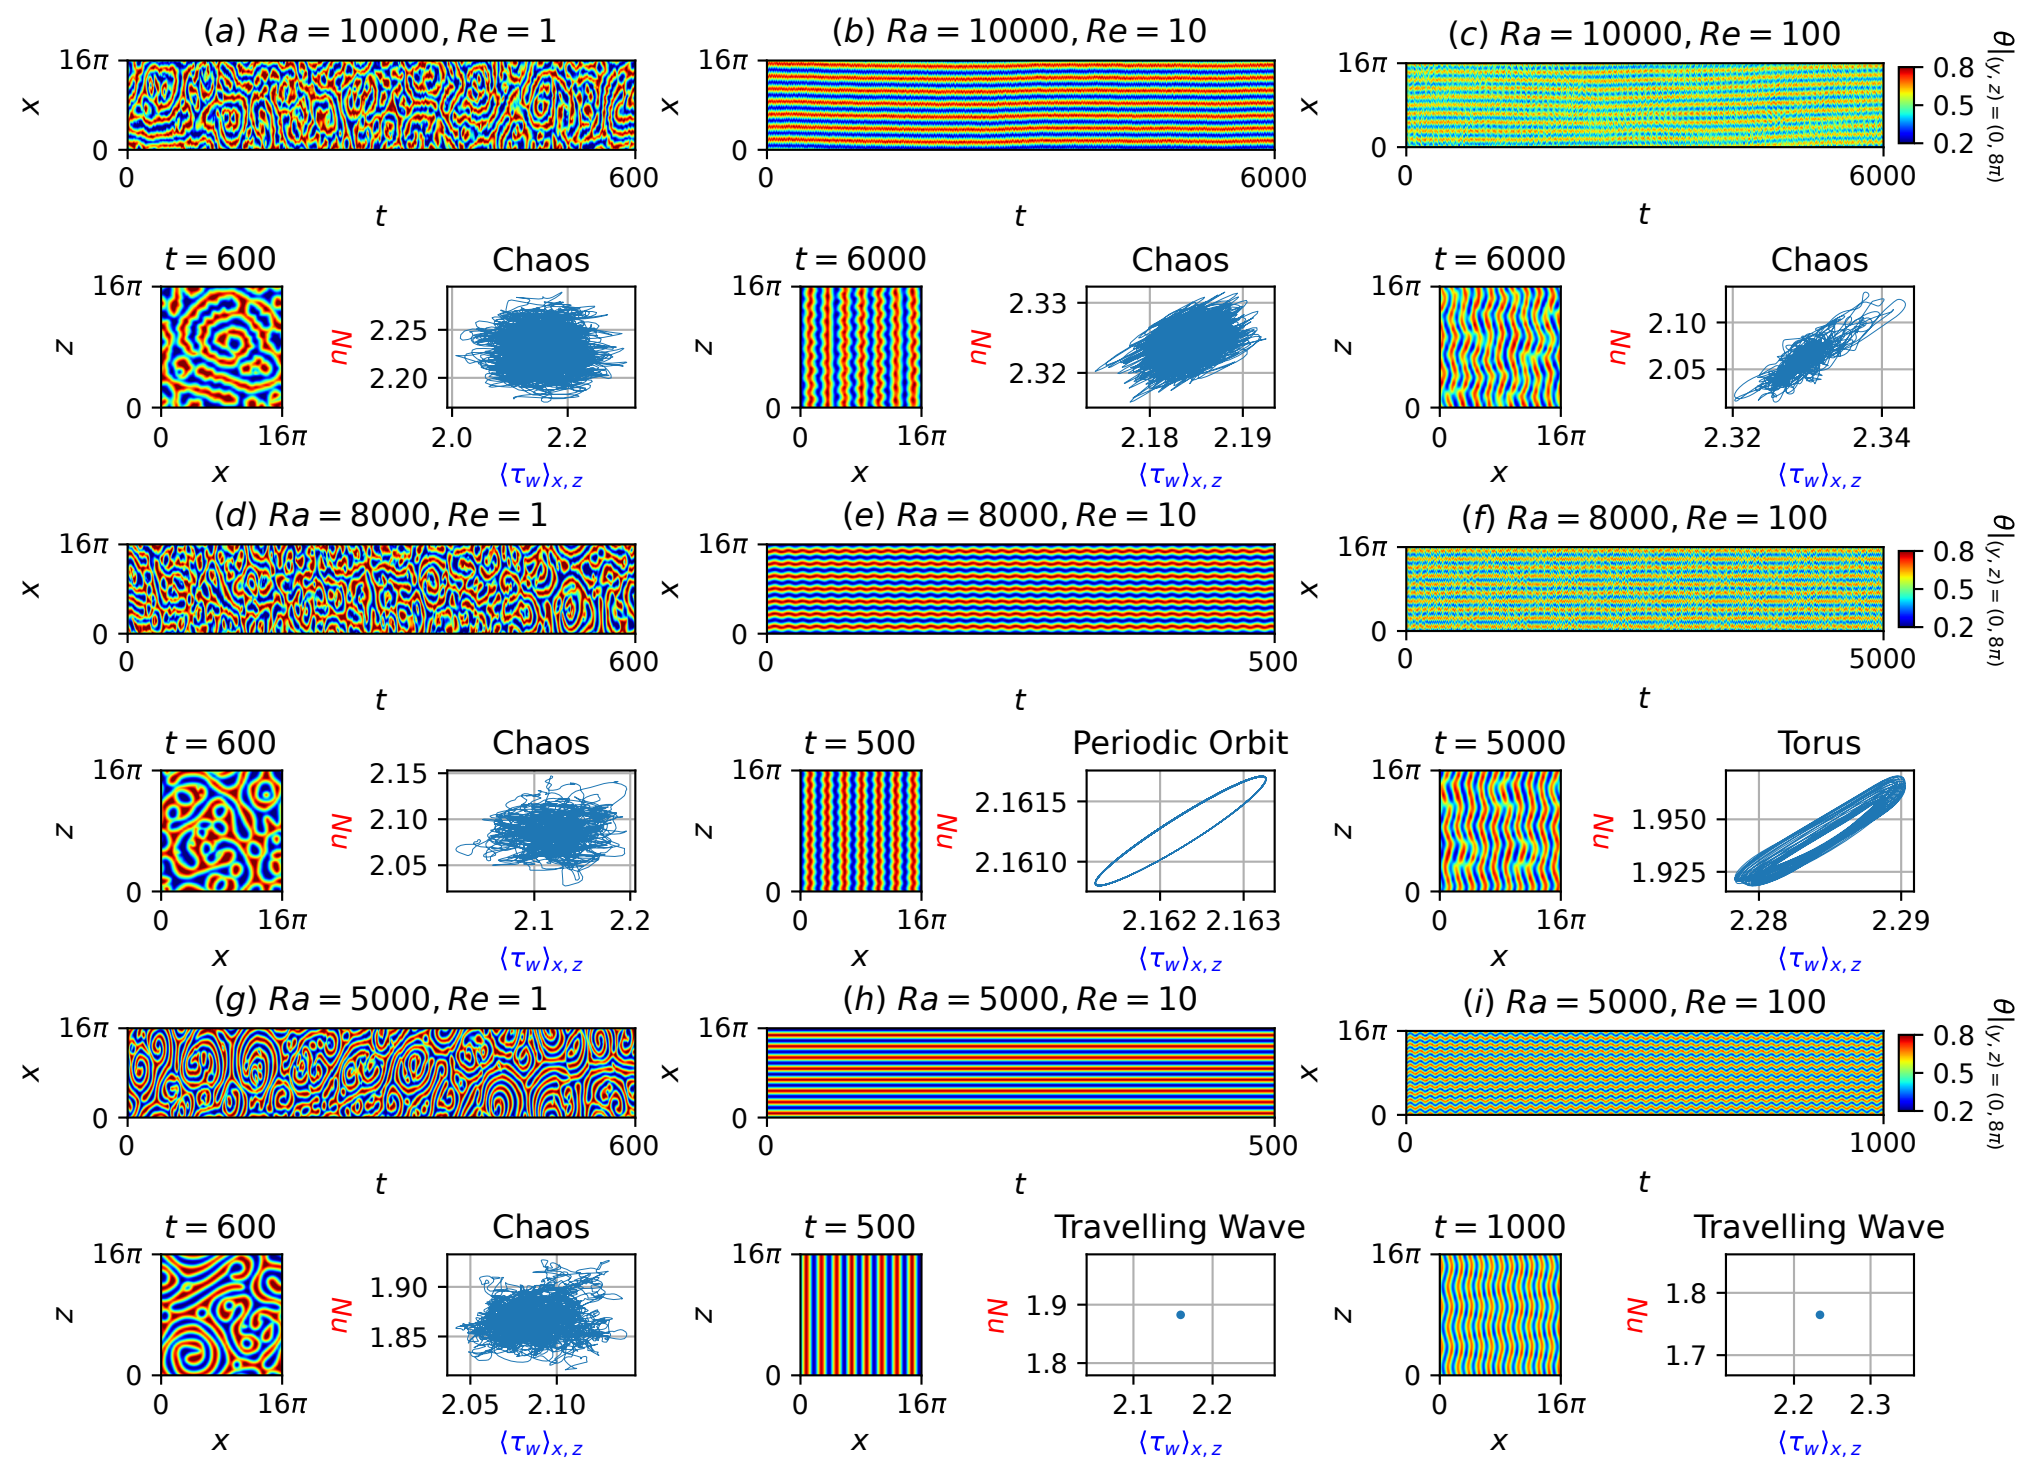 (a) Ra = 10000, Re = 1
16π
x
0
0
600
t
t = 600
16π
z
0
0
16π
x
Chaos
Nu
2.25
2.20
2.0
2.2
⟨τw⟩x, z
(b) Ra = 10000, Re = 10
16π
x
0
0
6000
t
t = 6000
16π
z
0
0
16π
x
Chaos
Nu
2.33
2.32
2.18
2.19
⟨τw⟩x, z
(c) Ra = 10000, Re = 100
16π
x
0
0
6000
t
0.8
0.5
0.2
θ|(y, z) = (0, 8π)
t = 6000
16π
z
0
0
16π
x
Chaos
Nu
2.10
2.05
2.32
2.34
⟨τw⟩x, z
(d) Ra = 8000, Re = 1
16π
x
0
0
600
t
t = 600
16π
z
0
0
16π
x
Chaos
Nu
2.15
2.10
2.05
2.1
2.2
⟨τw⟩x, z
(e) Ra = 8000, Re = 10
16π
x
0
0
500
t
t = 500
16π
z
0
0
16π
x
Periodic Orbit
Nu
2.1615
2.1610
2.162
2.163
⟨τw⟩x, z
(f) Ra = 8000, Re = 100
16π
x
0
0
5000
t
0.8
0.5
0.2
θ|(y, z) = (0, 8π)
t = 5000
16π
z
0
0
16π
x
Torus
Nu
1.950
1.925
2.28
2.29
⟨τw⟩x, z
(g) Ra = 5000, Re = 1
16π
x
0
0
600
t
t = 600
16π
z
0
0
16π
x
Chaos
Nu
1.90
1.85
2.05
2.10
⟨τw⟩x, z
(h) Ra = 5000, Re = 10
16π
x
0
0
500
t
t = 500
16π
z
0
0
16π
x
Travelling Wave
Nu
1.9
1.8
2.1
2.2
⟨τw⟩x, z
(i) Ra = 5000, Re = 100
16π
x
0
0
1000
t
0.8
0.5
0.2
θ|(y, z) = (0, 8π)
t = 1000
16π
z
0
0
16π
x
Travelling Wave
Nu
1.8
1.7
2.2
2.3
⟨τw⟩x, z